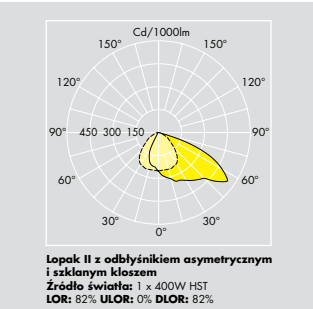 Cd/1000lm
150° 150°
120° 120°
90° 450 300 150 90°
60° 60°
30° 30°
0°
Lopak II z odbłyśnikiem asymetrycznym
i szklanym kloszem
Źródło światła: 1 x 400W HST
LOR: 82% ULOR: 0% DLOR: 82%